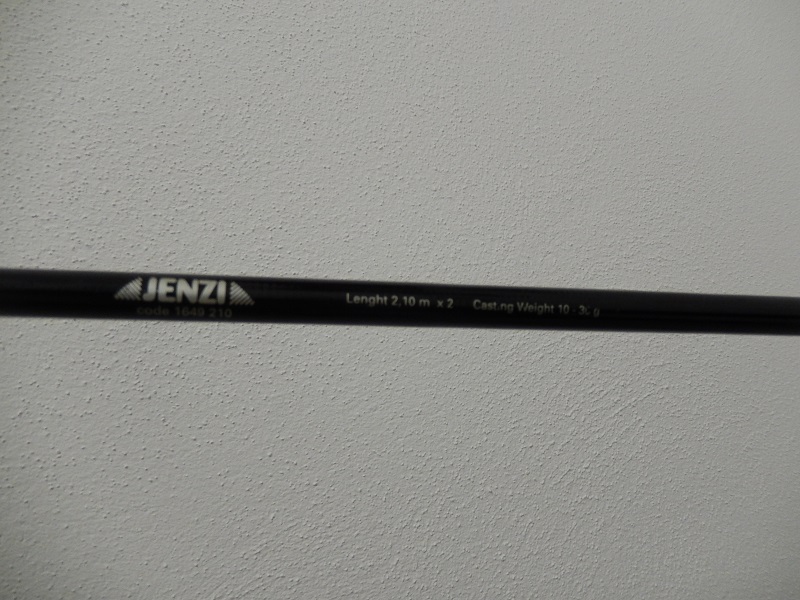 JENZI
code 1649 210
Lenght 2,10 m x 2 Casting Weight 10 - 30 g